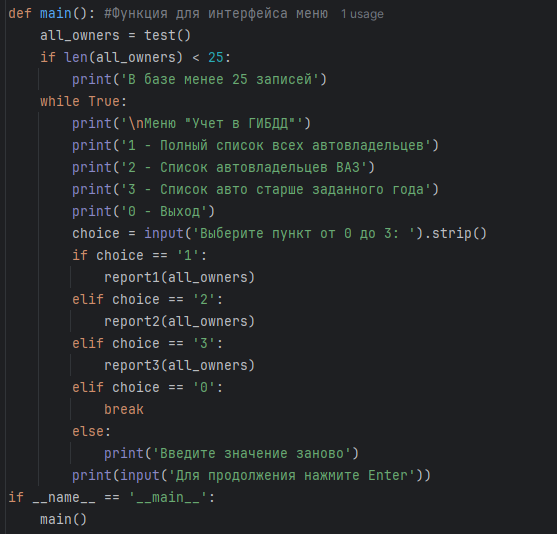 def main(): #Функция для интерфейса меню 1 usage
    all_owners = test()
    if len(all_owners) < 25:
        print('В базе менее 25 записей')
    while True:
        print('\nМеню "Учет в ГИБДД"')
        print('1 - Полный список всех автовладельцев')
        print('2 - Список автовладельцев ВАЗ')
        print('3 - Список авто старше заданного года')
        print('0 - Выход')
        choice = input('Выберите пункт от 0 до 3: ').strip()
        if choice == '1':
            report1(all_owners)
        elif choice == '2':
            report2(all_owners)
        elif choice == '3':
            report3(all_owners)
        elif choice == '0':
            break
        else:
            print('Введите значение заново')
        print(input('Для продолжения нажмите Enter'))
if __name__ == '__main__':
    main()